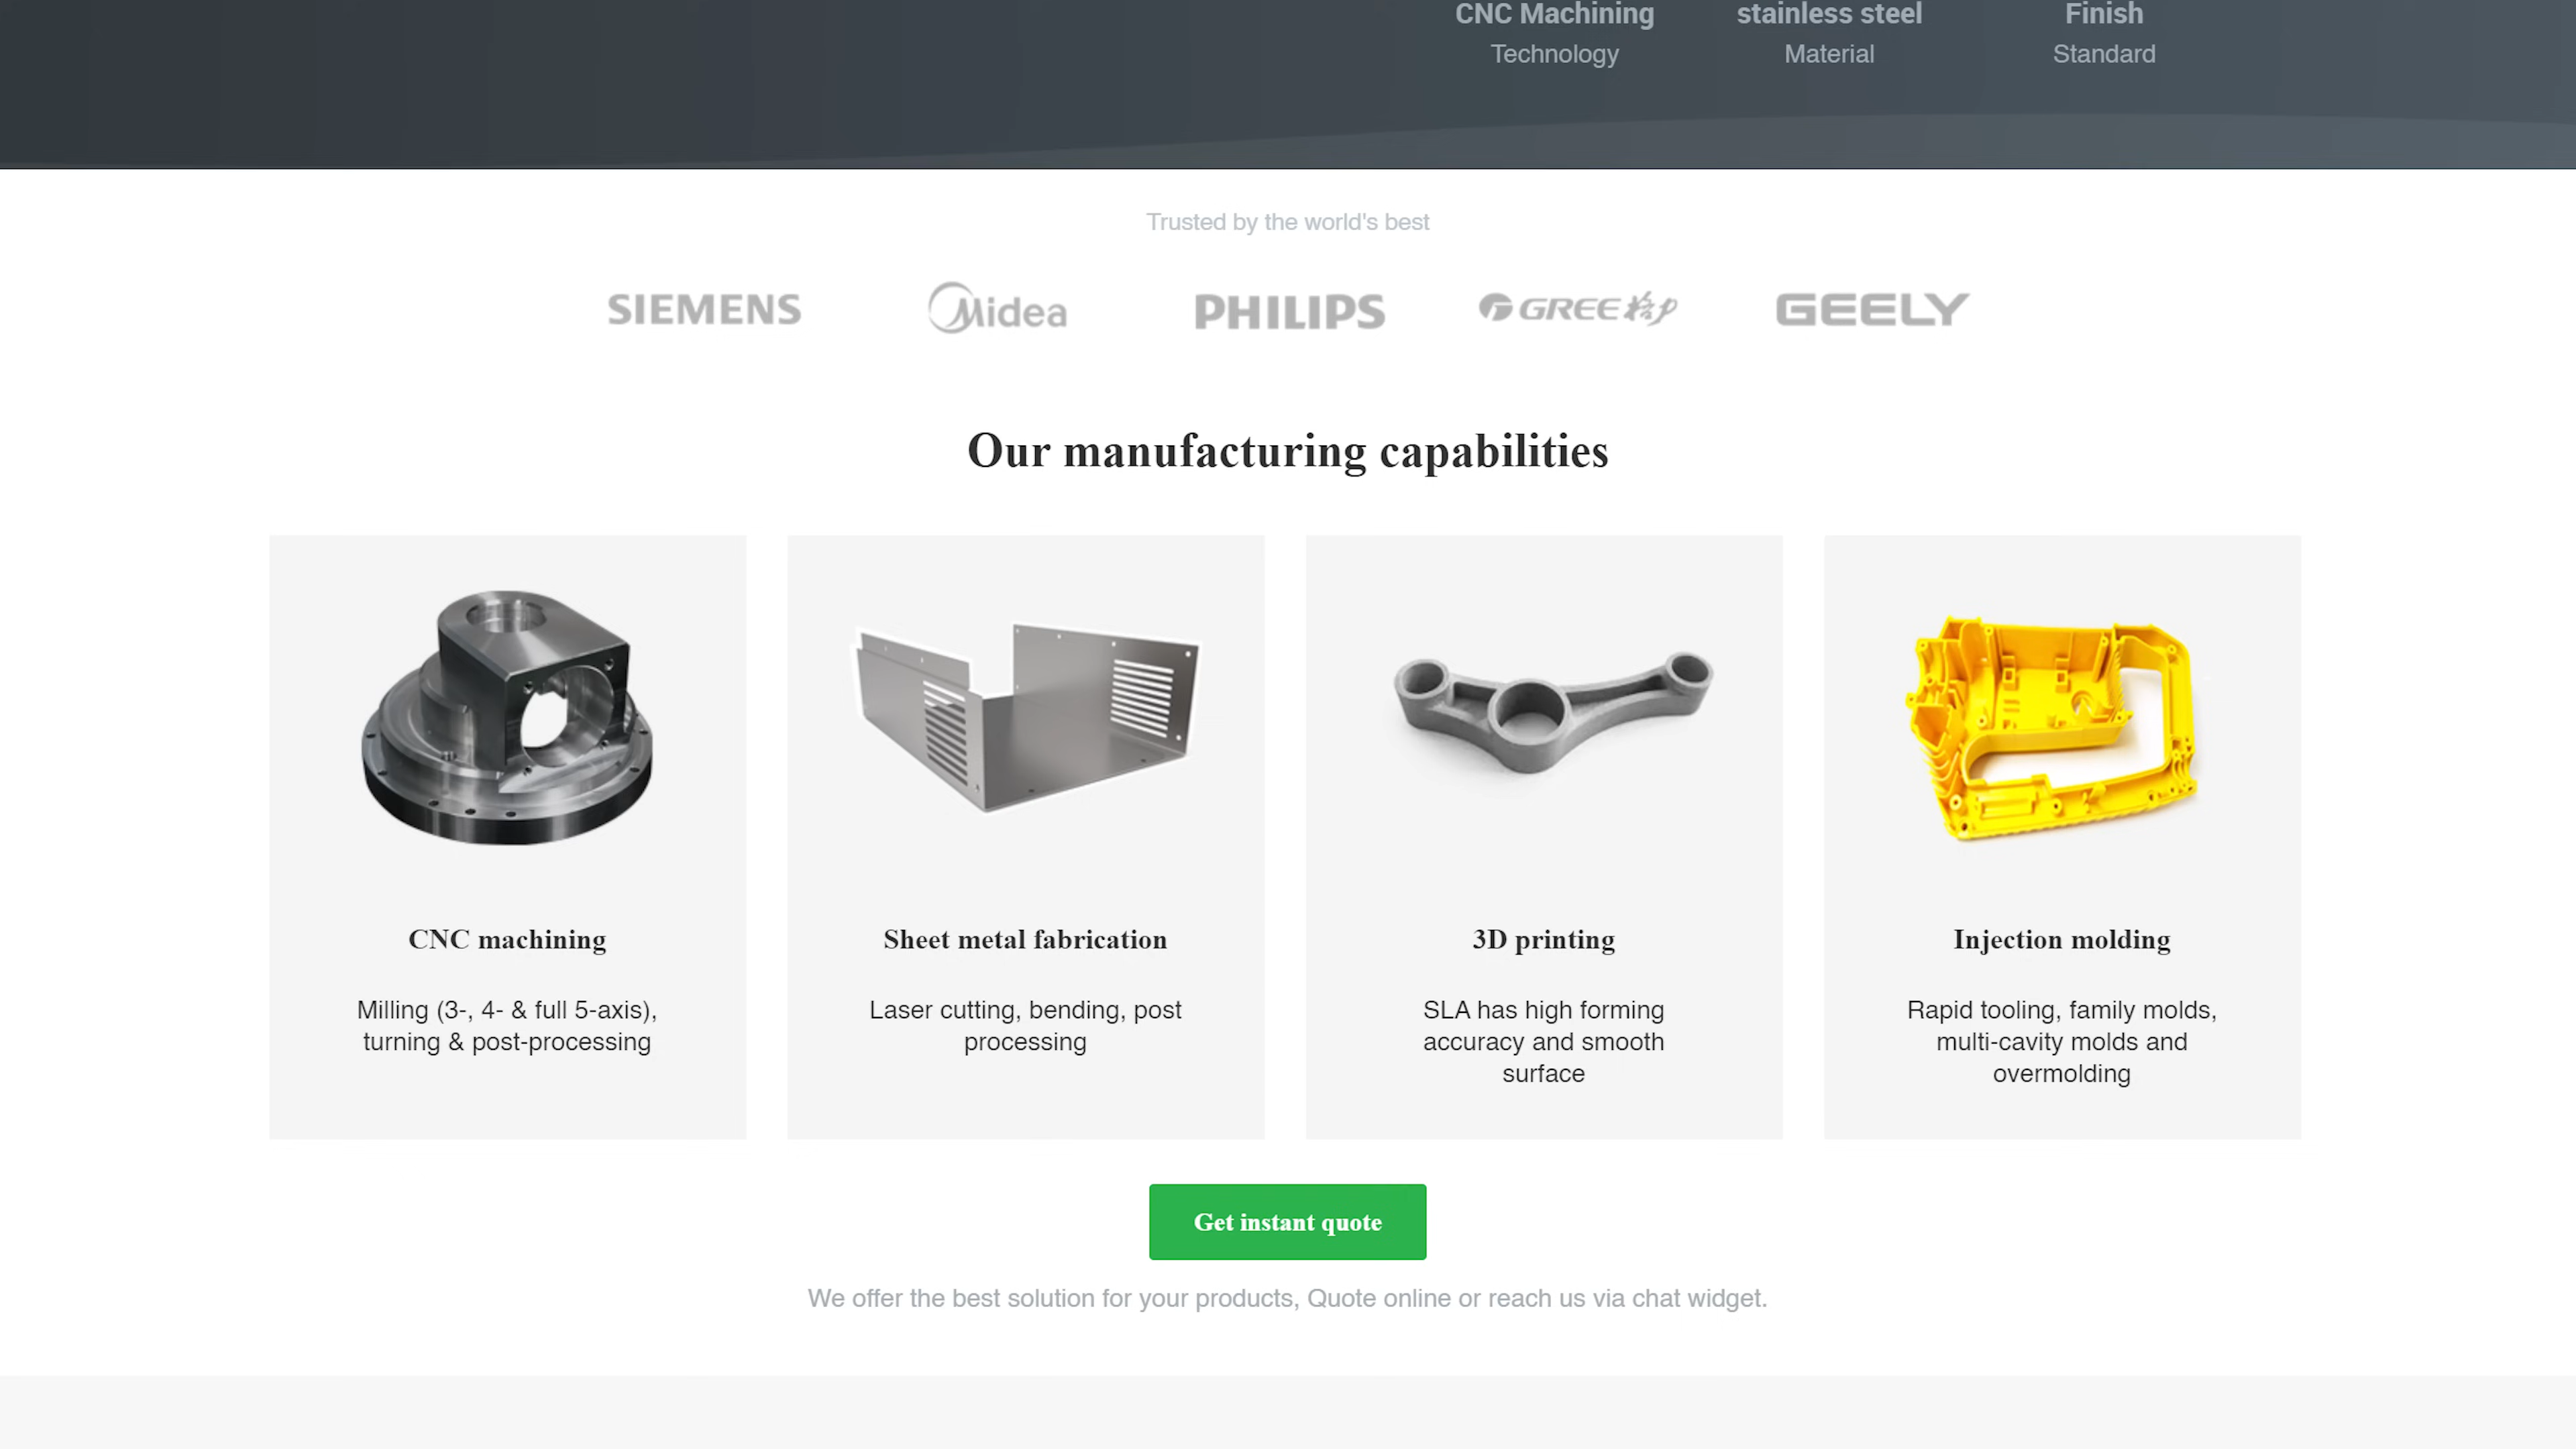 CNC Machining
Technology
stainless steel
Material
Finish
Standard
Trusted by the world's best
SIEMENS
Midea
PHILIPS
GREE格力
GEELY
Our manufacturing capabilities
CNC machining
Milling (3-, 4- & full 5-axis),
turning & post-processing
Sheet metal fabrication
Laser cutting, bending, post
processing
3D printing
SLA has high forming
accuracy and smooth
surface
Injection molding
Rapid tooling, family molds,
multi-cavity molds and
overmolding
Get instant quote
We offer the best solution for your products, Quote online or reach us via chat widget.